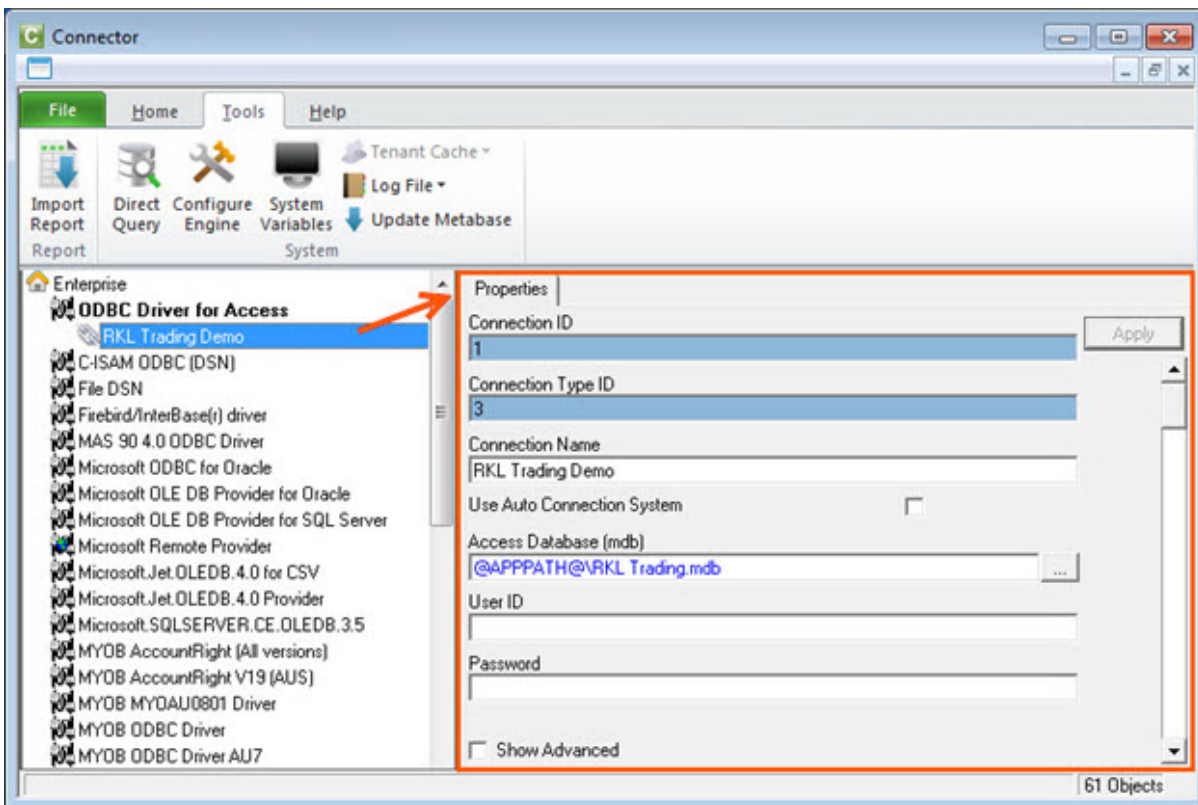 C Connector
File Home Tools Help
Import Report
Direct Query
Configure Engine
System Variables
Tenant Cache
Log File
Update Metabase
Report
System
Enterprise
ODBC Driver for Access
RKL Trading Demo
C-ISAM ODBC (DSN)
File DSN
Firebird/InterBase(r) driver
MAS 90 4.0 ODBC Driver
Microsoft ODBC for Oracle
Microsoft OLE DB Provider for Oracle
Microsoft OLE DB Provider for SQL Server
Microsoft Remote Provider
Microsoft.Jet.OLEDB.4.0 for CSV
Microsoft.Jet.OLEDB.4.0 Provider
Microsoft.SQLSERVER.CE.OLEDB.3.5
MYOB AccountRight (All versions)
MYOB AccountRight V19 (AUS)
MYOB MYOAU0801 Driver
MYOB ODBC Driver
MYOB ODBC Driver AU7
Properties
Connection ID
1
Apply
Connection Type ID
3
Connection Name
RKL Trading Demo
Use Auto Connection System
Access Database (mdb)
@APPPATH@\RKL Trading.mdb
...
User ID
Password
Show Advanced
61 Objects